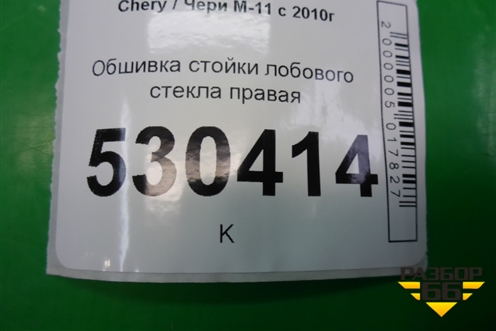 Chery / Чери M-11 с 2010г
Обшивка стойки лобового
стекла правая
530414
К
2000005017827
РАЗБОР
66